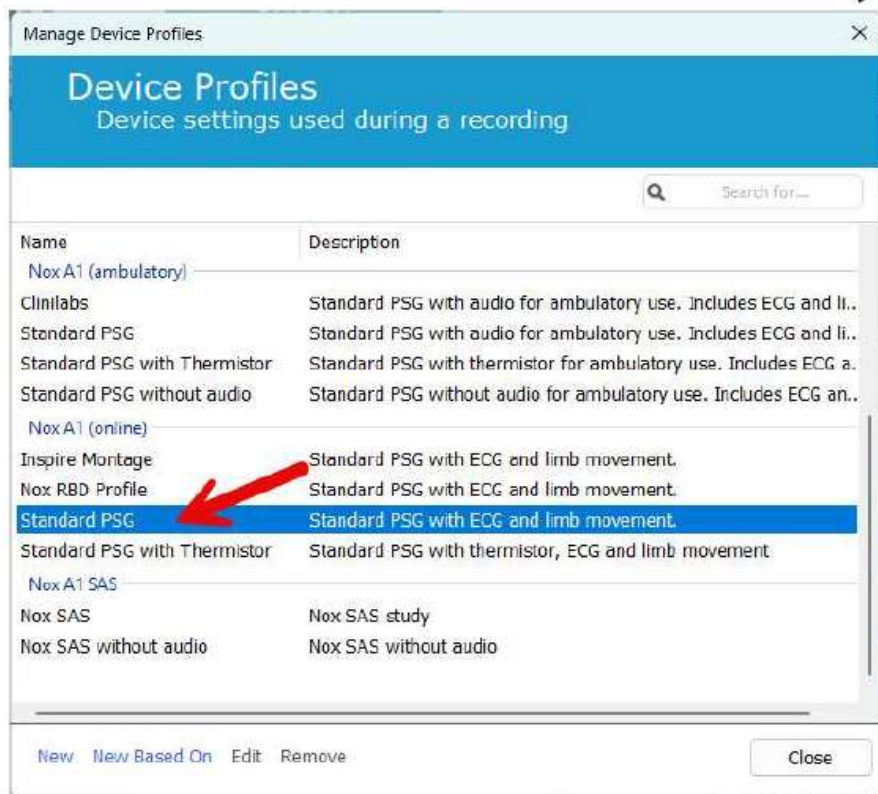 Manage Device Profiles
Device Profiles
Device settings used during a recording
Search for...
Name Description
Nox A1 (ambulatory)
Clinilabs Standard PSG with audio for ambulatory use. Includes ECG and li..
Standard PSG Standard PSG with audio for ambulatory use. Includes ECG and li..
Standard PSG with Thermistor Standard PSG with thermistor for ambulatory use. Includes ECG a.
Standard PSG without audio Standard PSG without audio for ambulatory use. Includes ECG an..
Nox A1 (online)
Inspire Montage Standard PSG with ECG and limb movement.
Nox RBD Profile Standard PSG with ECG and limb movement.
Standard PSG Standard PSG with ECG and limb movement.
Standard PSG with Thermistor Standard PSG with thermistor, ECG and limb movement
Nox A1 SAS
Nox SAS Nox SAS study
Nox SAS without audio Nox SAS without audio
New New Based On Edit Remove Close